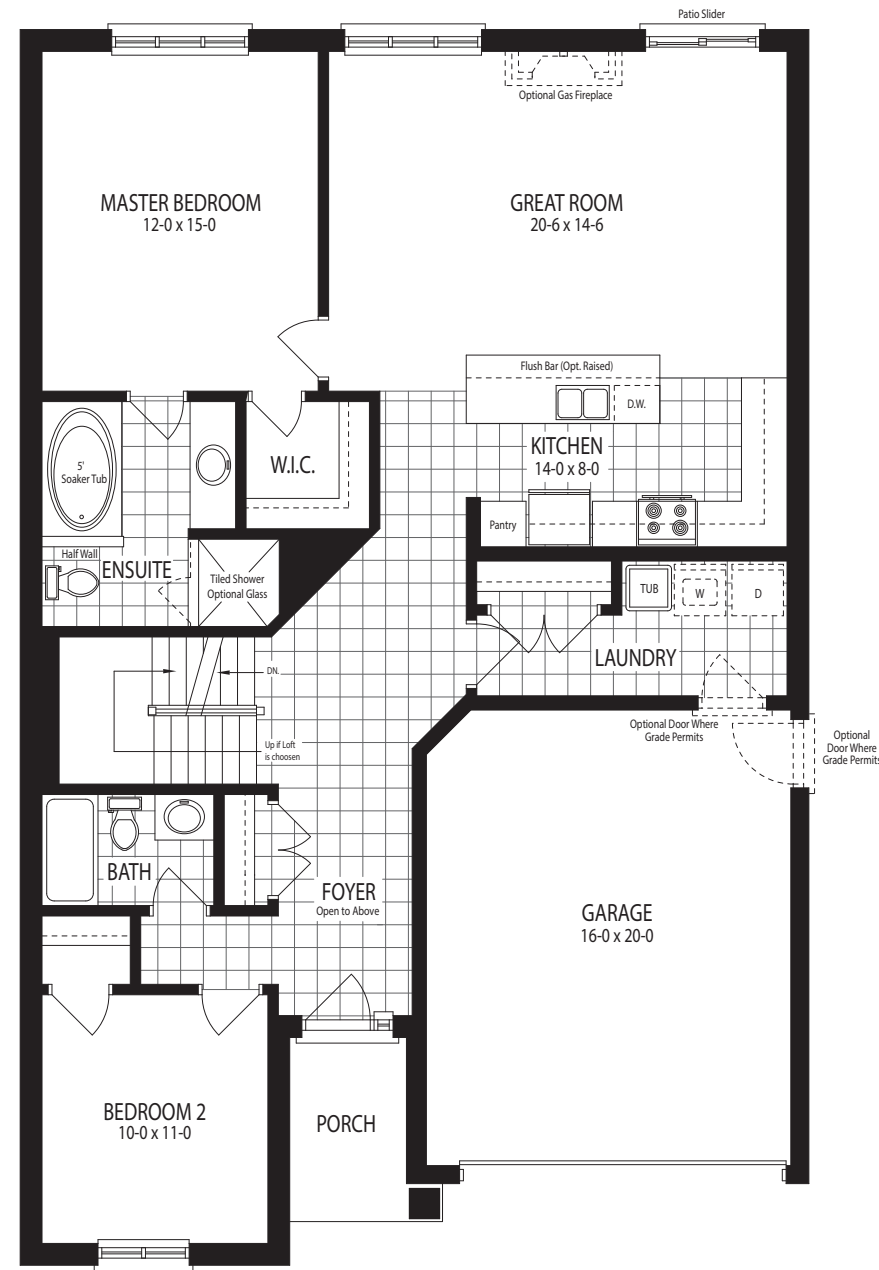 Patio Slider
Optional Gas Fireplace
MASTER BEDROOM
12-0 x 15-0
GREAT ROOM
20-6 x 14-6
Flush Bar (Opt. Raised)
D.W.
KITCHEN
14-0 x 8-0
W.I.C.
5'
Soaker Tub
Pantry
Half Wall
ENSUITE
Tiled Shower
Optional Glass
TUB
W
D
LAUNDRY
DN.
Up if Loft
is choosen
Optional Door Where
Grade Permits
Optional
Door Where
Grade Permits
BATH
FOYER
Open to Above
GARAGE
16-0 x 20-0
BEDROOM 2
10-0 x 11-0
PORCH